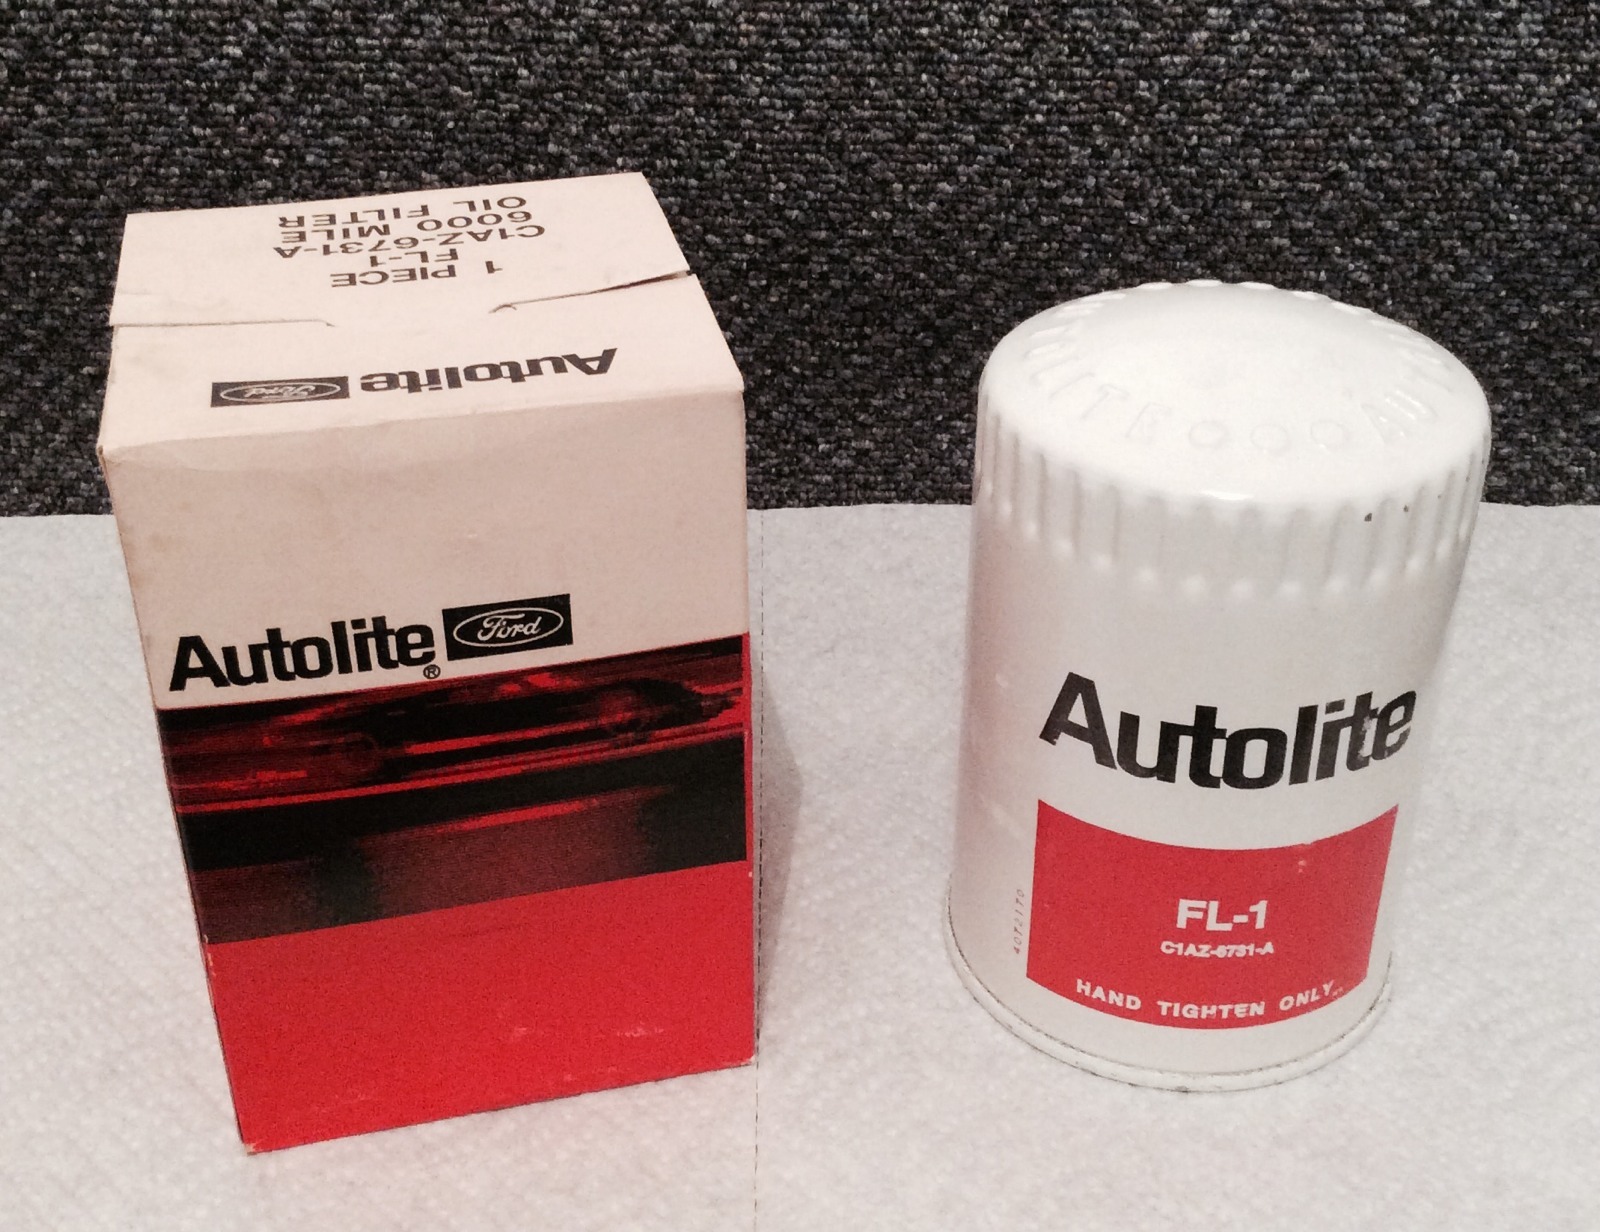 1 PIECE
FL-1
C1AZ-6731-A
6000 MILE
OIL FILTER
Autolite Ford
Autolite® Ford
Autolite
FL-1
C1AZ-6731-A
HAND TIGHTEN ONLY